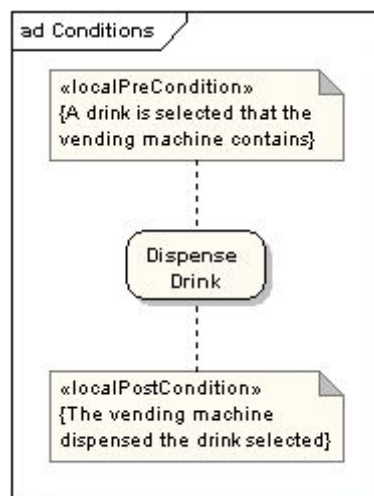 ad Conditions
«localPreCondition»
{A drink is selected that the
vending machine contains}
Dispense
Drink
«localPostCondition»
{The vending machine
dispensed the drink selected}